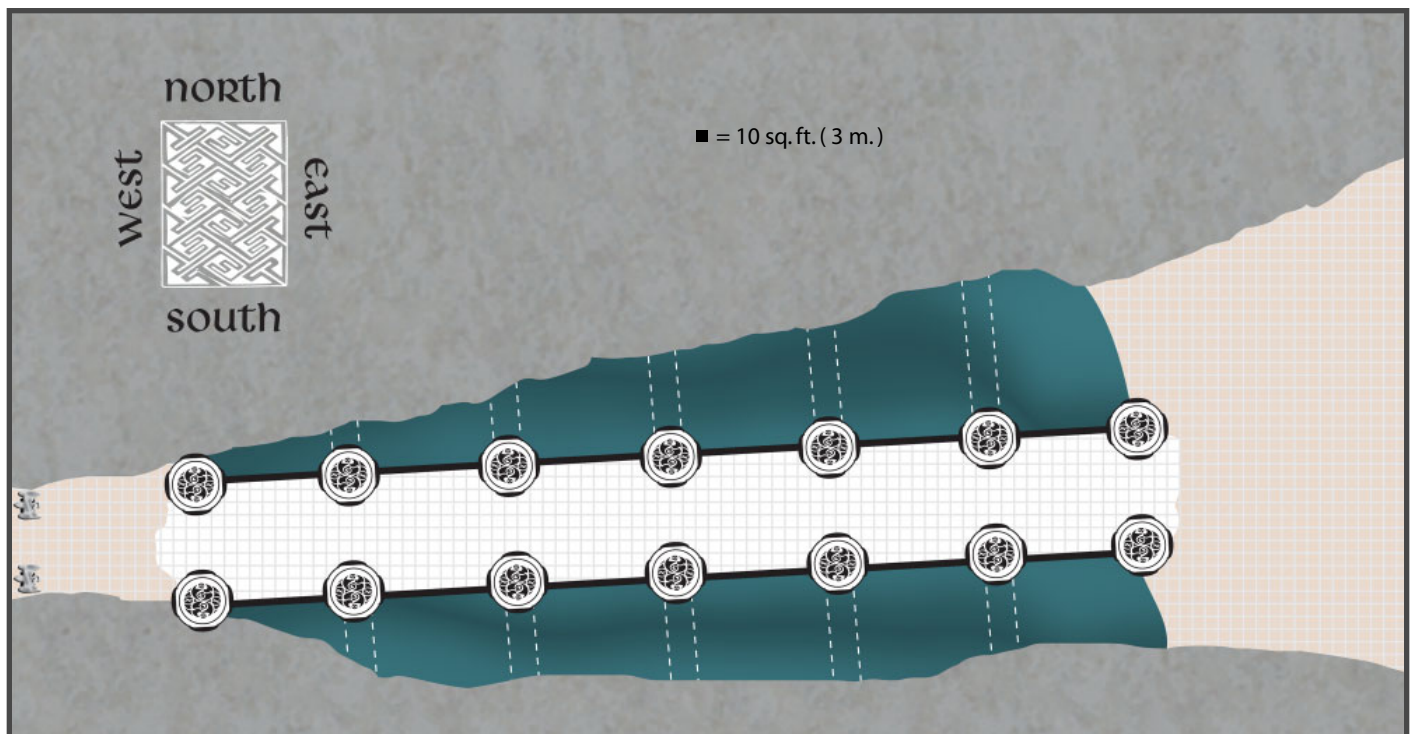 north
west
east
south
■ = 10 sq. ft. ( 3 m. )